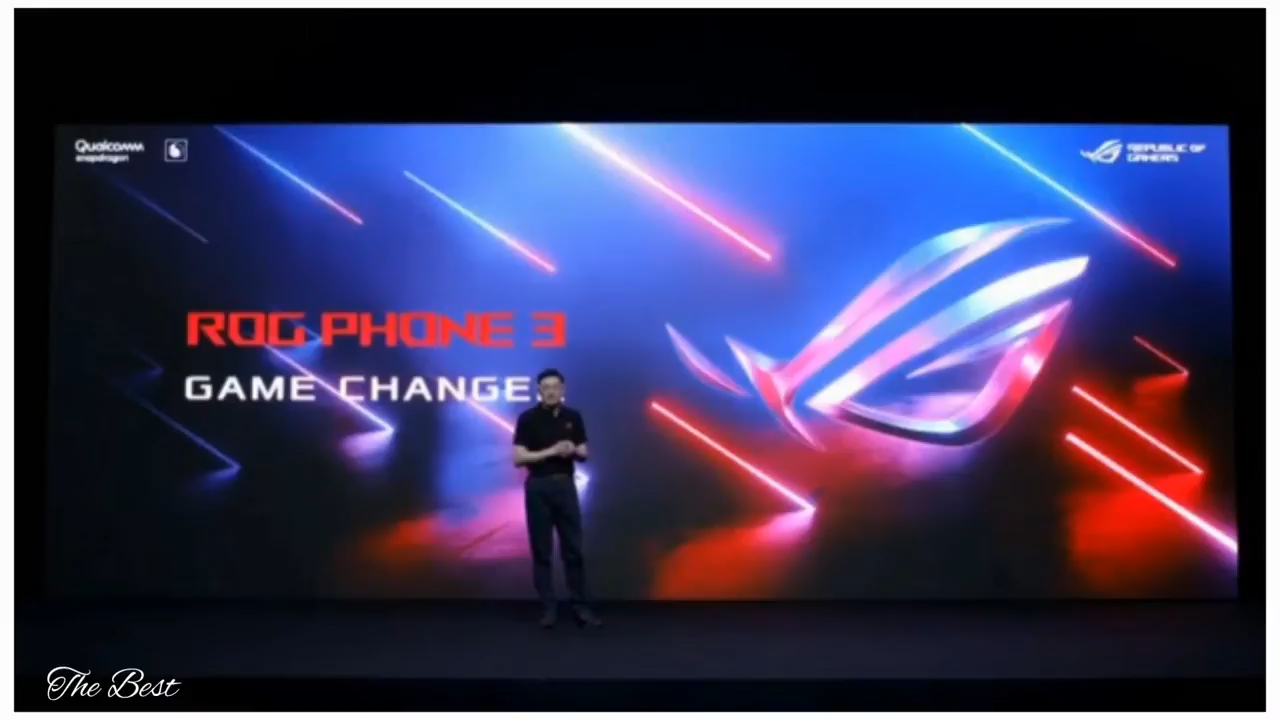 Qualcomm
snapdragon
REPUBLIC OF
GAMERS
ROG PHONE 3
GAME CHANGE
The Best